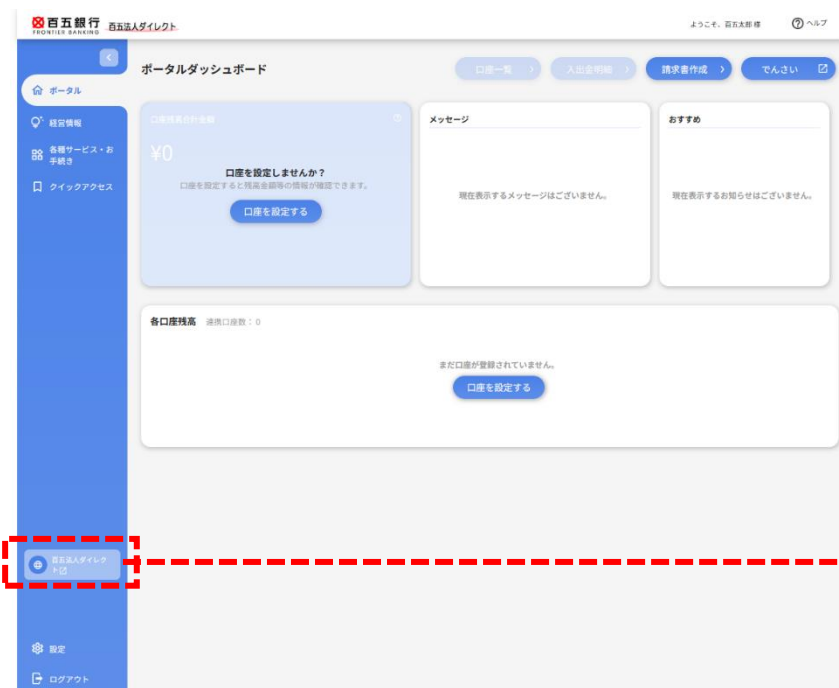 百五銀行
FRONTIER BANKING
百五法人ダイレクト
ようこそ、百五太郎 様
ヘルプ
ポータルダッシュボード
口座一覧
入出金明細
請求書作成
でんさい
ポータル
経営情報
各種サービス・お
手続き
クイックアクセス
口座残高合計金額
¥0
口座を設定しませんか？
口座を設定すると残高金額等の情報が確認できます。
口座を設定する
メッセージ
現在表示するメッセージはございません。
おすすめ
現在表示するお知らせはございません。
各口座残高 連携口座数：0
まだ口座が登録されていません。
口座を設定する
百五法人ダイレク
ト
設定
ログアウト